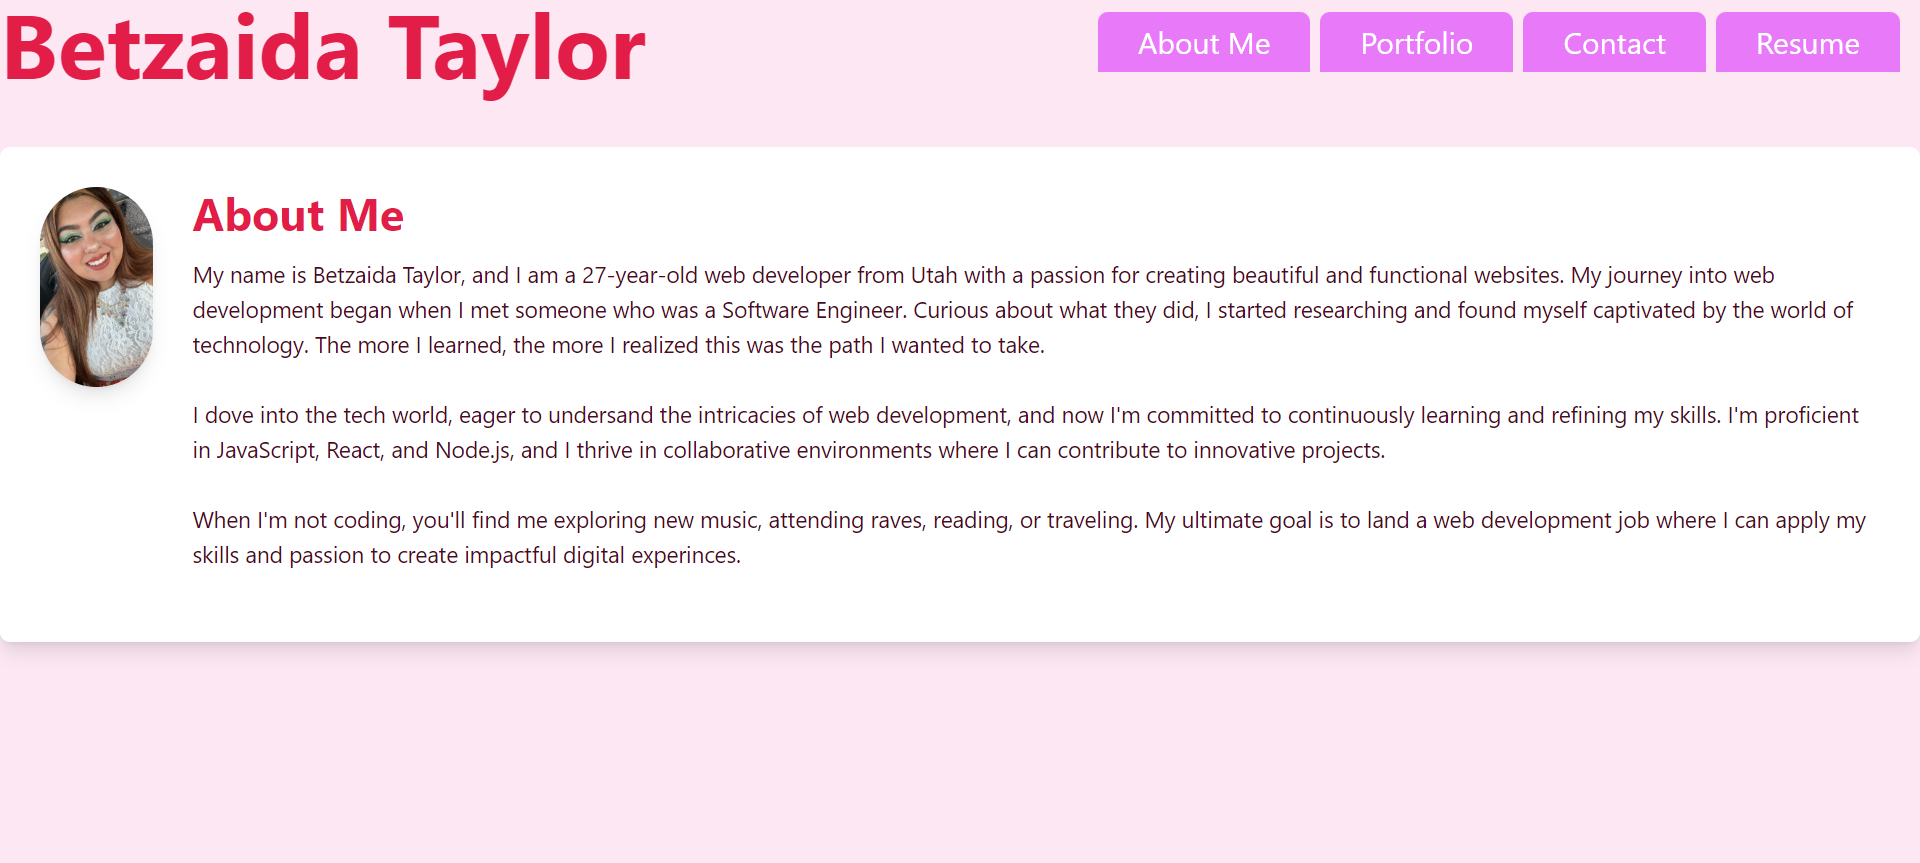 Betzaida Taylor
About Me
Portfolio
Contact
Resume
About Me
My name is Betzaida Taylor, and I am a 27-year-old web developer from Utah with a passion for creating beautiful and functional websites. My journey into web
development began when I met someone who was a Software Engineer. Curious about what they did, I started researching and found myself captivated by the world of
technology. The more I learned, the more I realized this was the path I wanted to take.
I dove into the tech world, eager to undersand the intricacies of web development, and now I'm committed to continuously learning and refining my skills. I'm proficient
in JavaScript, React, and Node.js, and I thrive in collaborative environments where I can contribute to innovative projects.
When I'm not coding, you'll find me exploring new music, attending raves, reading, or traveling. My ultimate goal is to land a web development job where I can apply my
skills and passion to create impactful digital experinces.